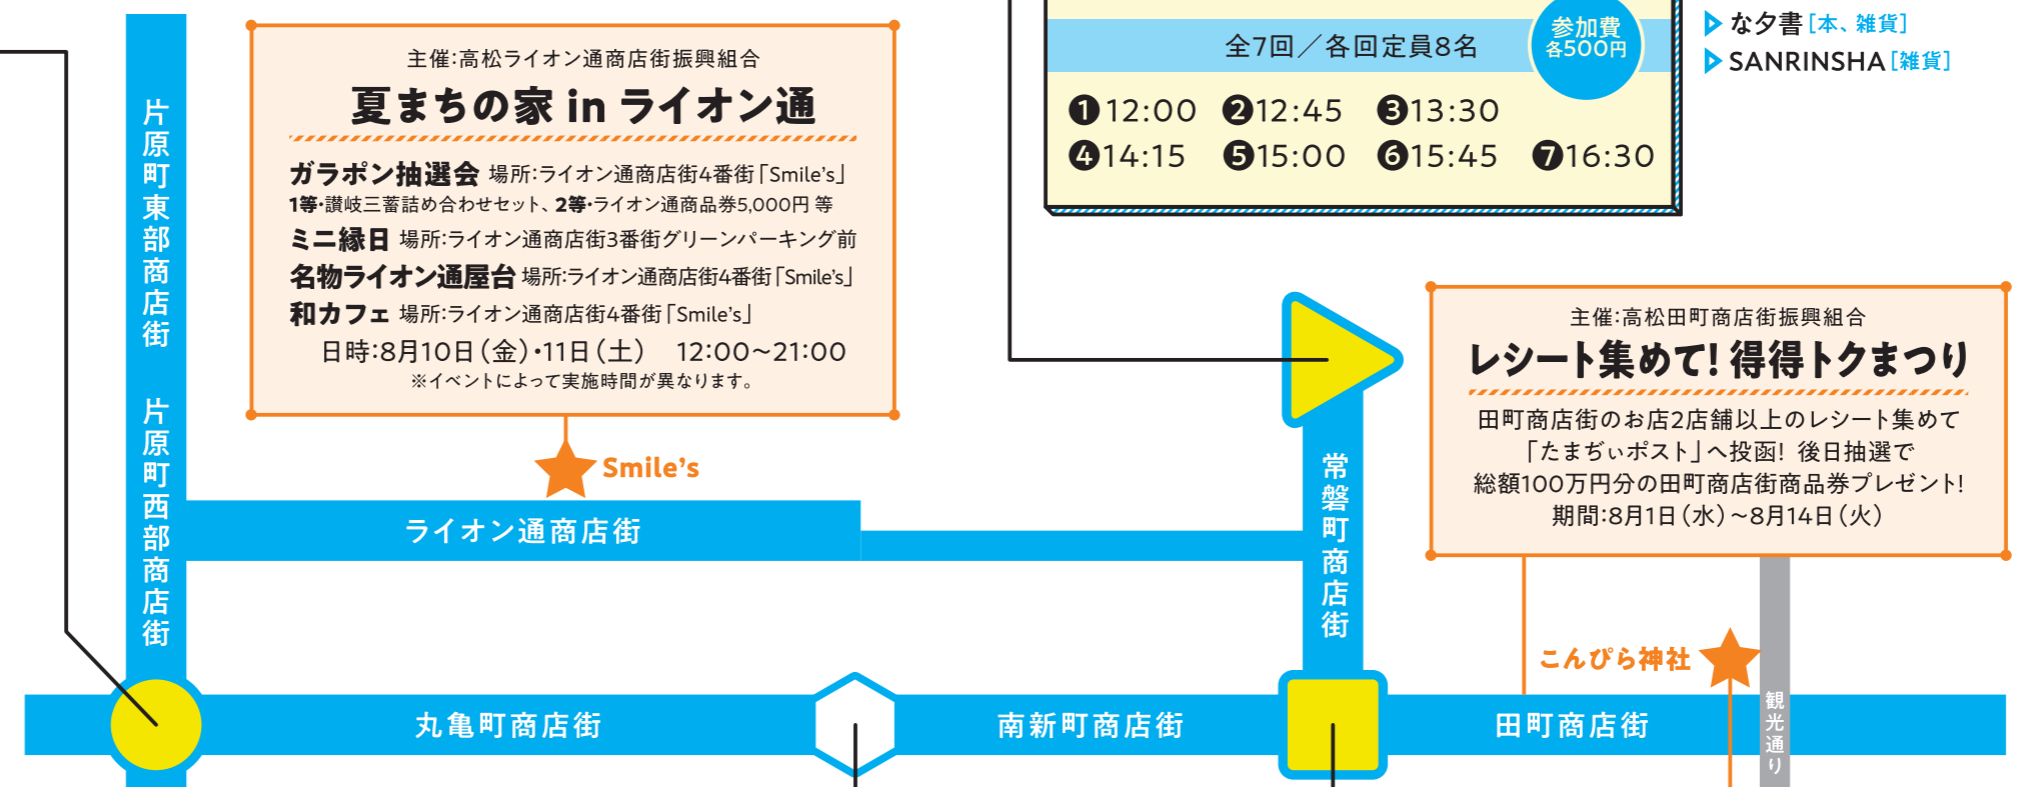 片原町東部商店街
片原町西部商店街
主催:高松ライオン通商店街振興組合
夏まちの家 in ライオン通
ガラポン抽選会 場所:ライオン通商店街4番街「Smile's」
1等・讃岐三蓄詰め合わせセット、2等・ライオン通商品券5,000円 等
ミニ縁日 場所:ライオン通商店街3番街グリーンパーキング前
名物ライオン通屋台 場所:ライオン通商店街4番街「Smile's」
和カフェ 場所:ライオン通商店街4番街「Smile's」
日時:8月10日(金)・11日(土) 12:00~21:00
※イベントによって実施時間が異なります。
Smile's
ライオン通商店街
全7回/各回定員8名
参加費
各500円
❶12:00 ❷12:45 ❸13:30
❹14:15 ❺15:00 ❻15:45 ❼16:30
な夕書[本、雑貨]
SANRINSHA[雑貨]
常磐町商店街
主催:高松田町商店街振興組合
レシート集めて! 得得トクまつり
田町商店街のお店2店舗以上のレシート集めて
「たまぢぃポスト」へ投函! 後日抽選で
総額100万円分の田町商店街商品券プレゼント!
期間:8月1日(水)~8月14日(火)
こんぴら神社
丸亀町商店街
南新町商店街
田町商店街
観光通り